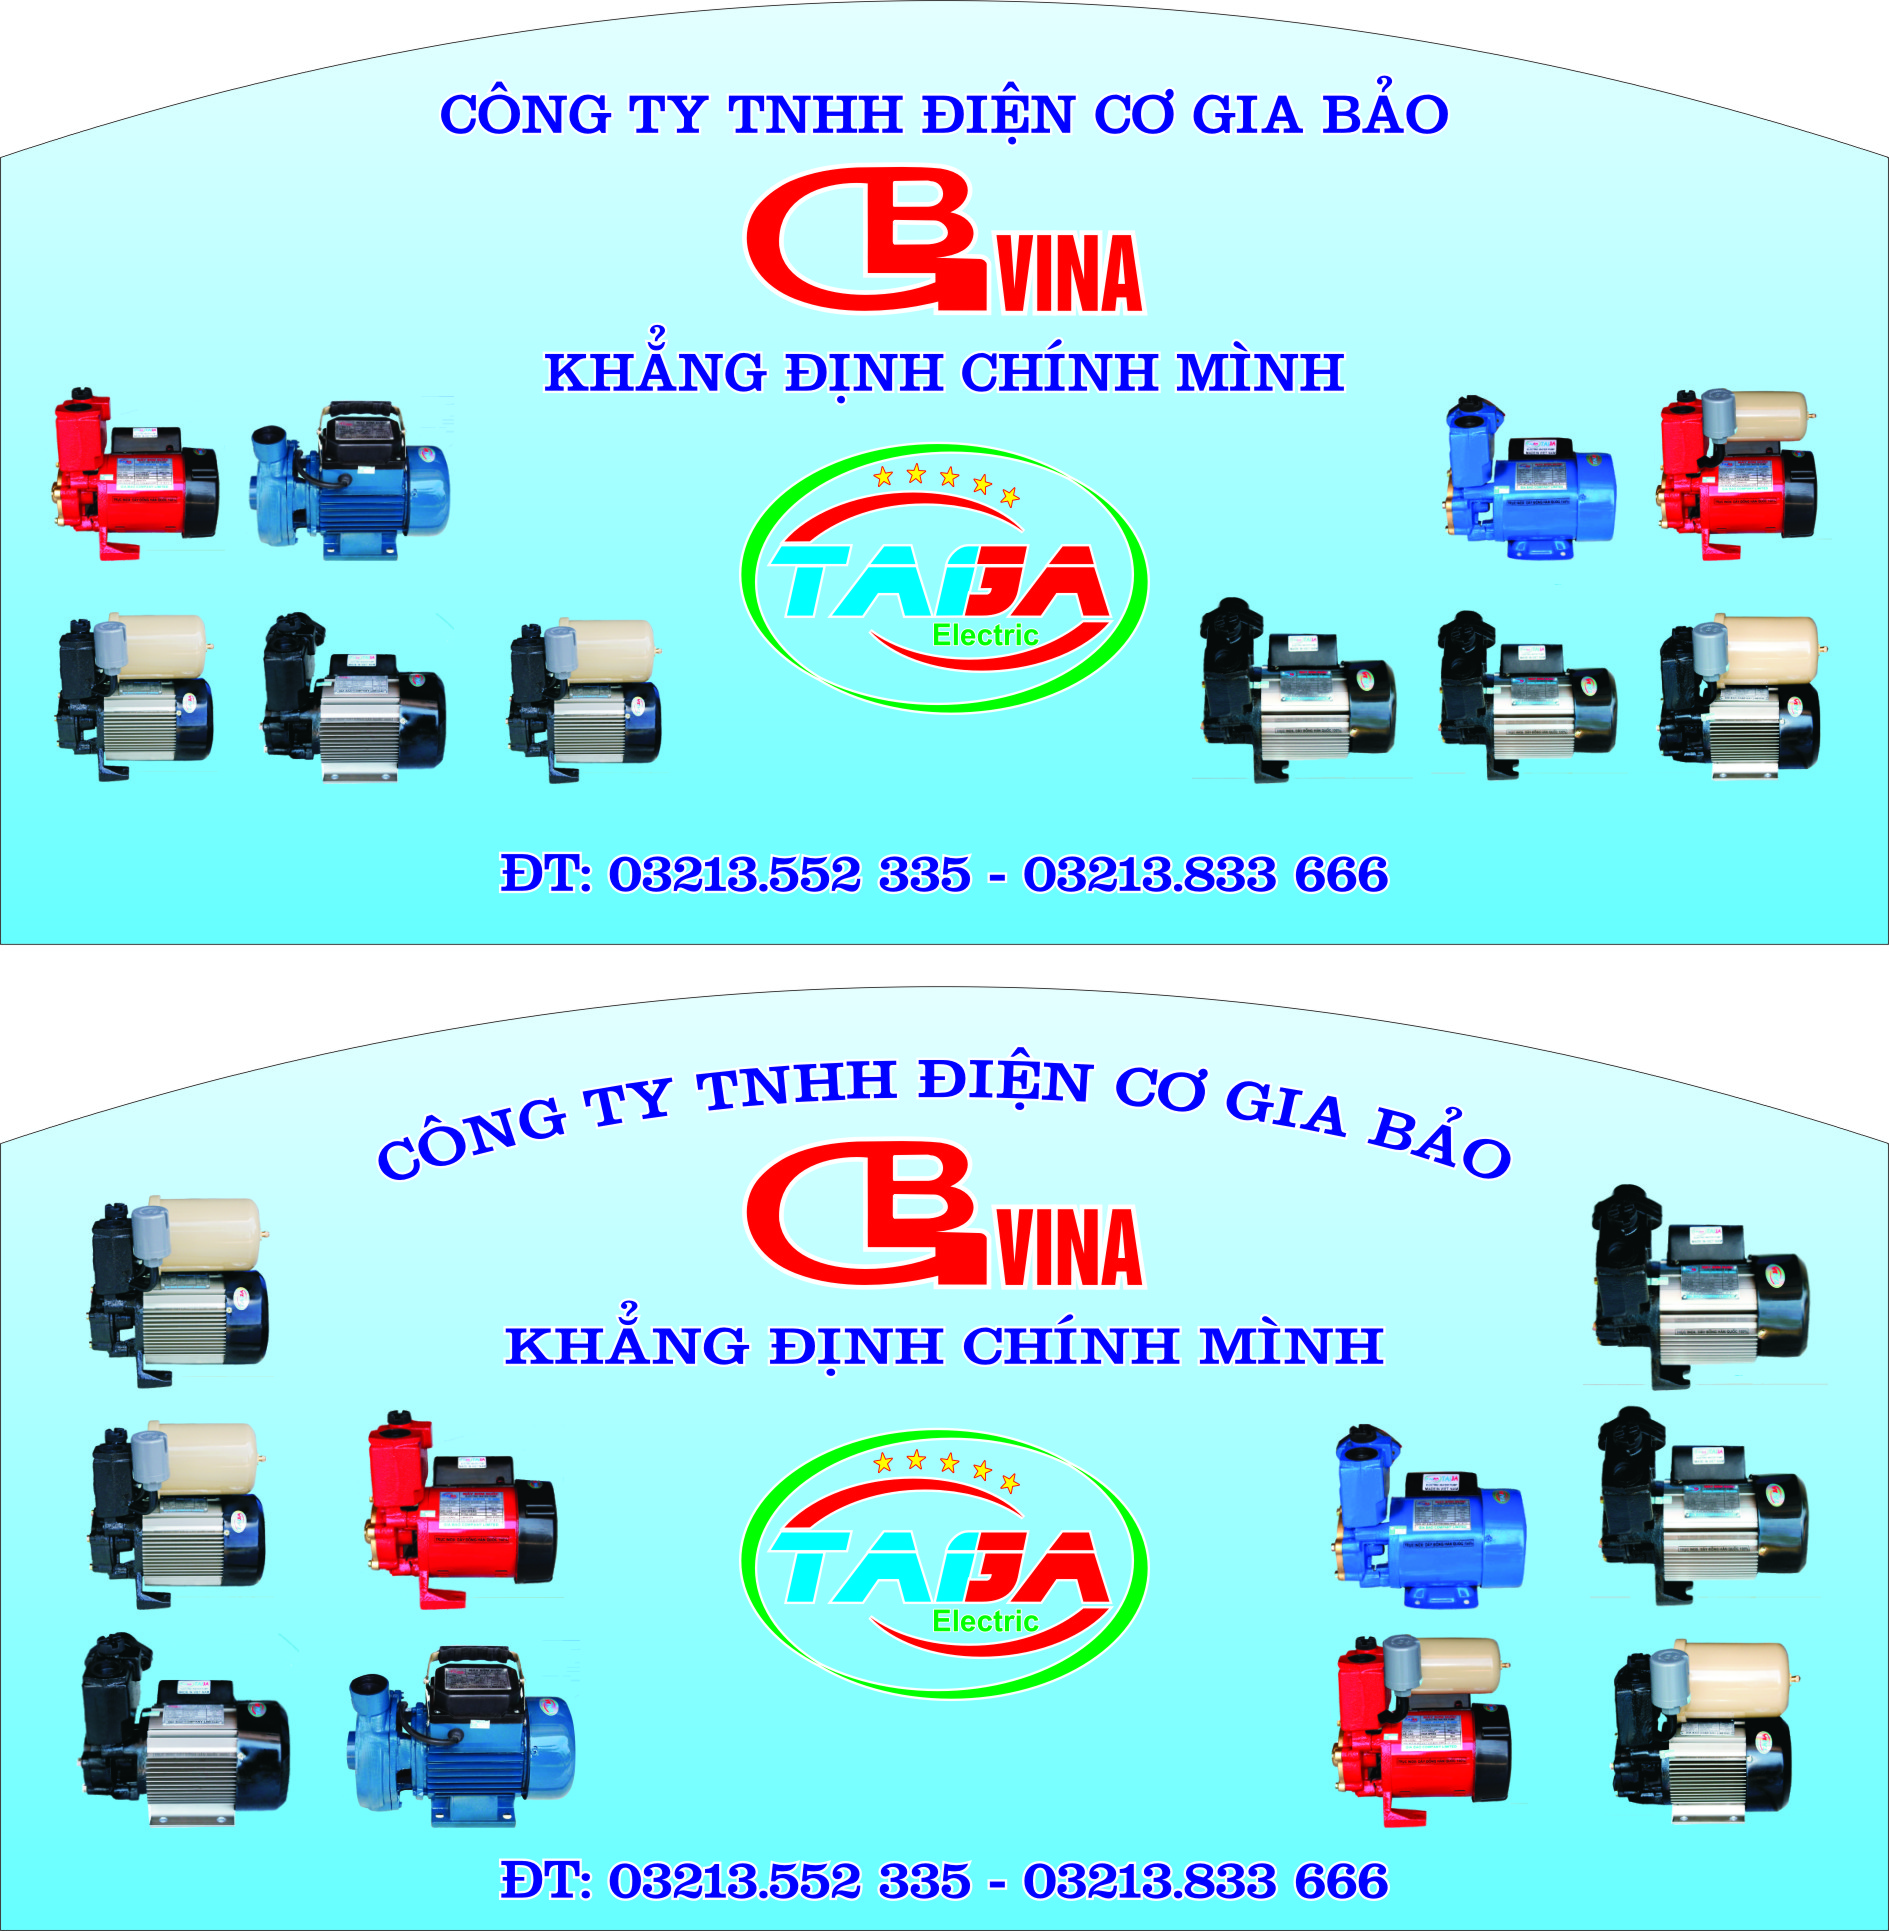 CÔNG TY TNHH ĐIỆN CƠ GIA BẢO
GB VINA
KHẲNG ĐỊNH CHÍNH MÌNH
TAGA
Electric
ĐT: 03213.552 335 - 03213.833 666
CÔNG TY TNHH ĐIỆN CƠ GIA BẢO
GB VINA
KHẲNG ĐỊNH CHÍNH MÌNH
TAGA
Electric
ĐT: 03213.552 335 - 03213.833 666